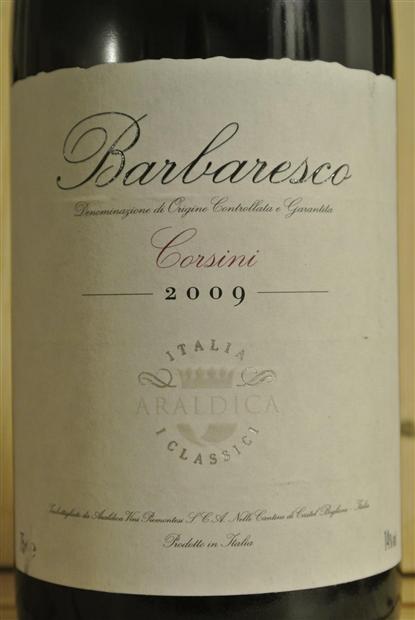 Barbaresco
Denominazione di Origine Controllata e Garantita
Corsini
2009
ITALIA
ARALDICA
I CLASSICI
Imbottigliato da Araldica Vini Piemontesi S.C.A. Nelle Cantine di Castel Boglione - Italia
Prodotto in Italia